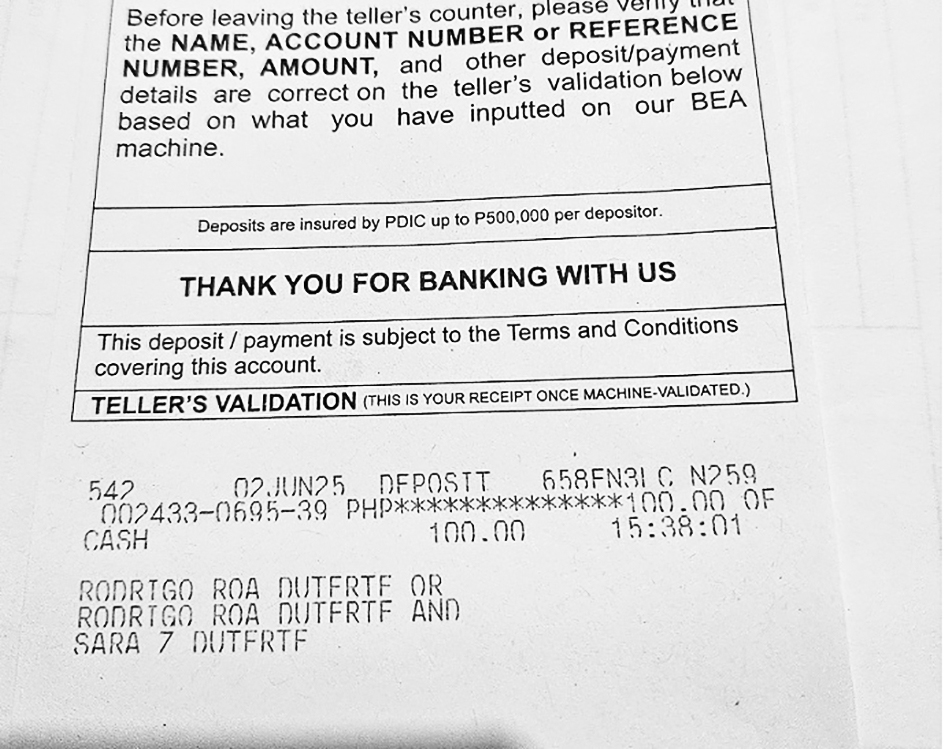 Before leaving the teller's counter, please verify that
the NAME, ACCOUNT NUMBER or REFERENCE
NUMBER, AMOUNT, and other deposit/payment
details are correct on the teller's validation below
based on what you have inputted on our BEA
machine.
Deposits are insured by PDIC up to P500,000 per depositor.
THANK YOU FOR BANKING WITH US
This deposit / payment is subject to the Terms and Conditions
covering this account.
TELLER'S VALIDATION (THIS IS YOUR RECEIPT ONCE MACHINE-VALIDATED.)
542 02JUN25 DEPOSIT 658EN3LC N259
002433-0695-39 PHP**************100.00 OF
CASH 100.00 15:38:01
RODRIGO ROA DUTERTE OR
RODRIGO ROA DUTERTE AND
SARA Z DUTERTE